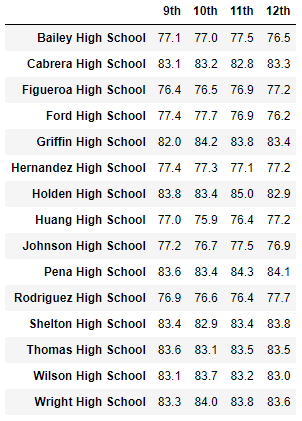 9th 10th 11th 12th
Bailey High School 77.1 77.0 77.5 76.5
Cabrera High School 83.1 83.2 82.8 83.3
Figueroa High School 76.4 76.5 76.9 77.2
Ford High School 77.4 77.7 76.9 76.2
Griffin High School 82.0 84.2 83.8 83.4
Hernandez High School 77.4 77.3 77.1 77.2
Holden High School 83.8 83.4 85.0 82.9
Huang High School 77.0 75.9 76.4 77.2
Johnson High School 77.2 76.7 77.5 76.9
Pena High School 83.6 83.4 84.3 84.1
Rodriguez High School 76.9 76.6 76.4 77.7
Shelton High School 83.4 82.9 83.4 83.8
Thomas High School 83.6 83.1 83.5 83.5
Wilson High School 83.1 83.7 83.2 83.0
Wright High School 83.3 84.0 83.8 83.6